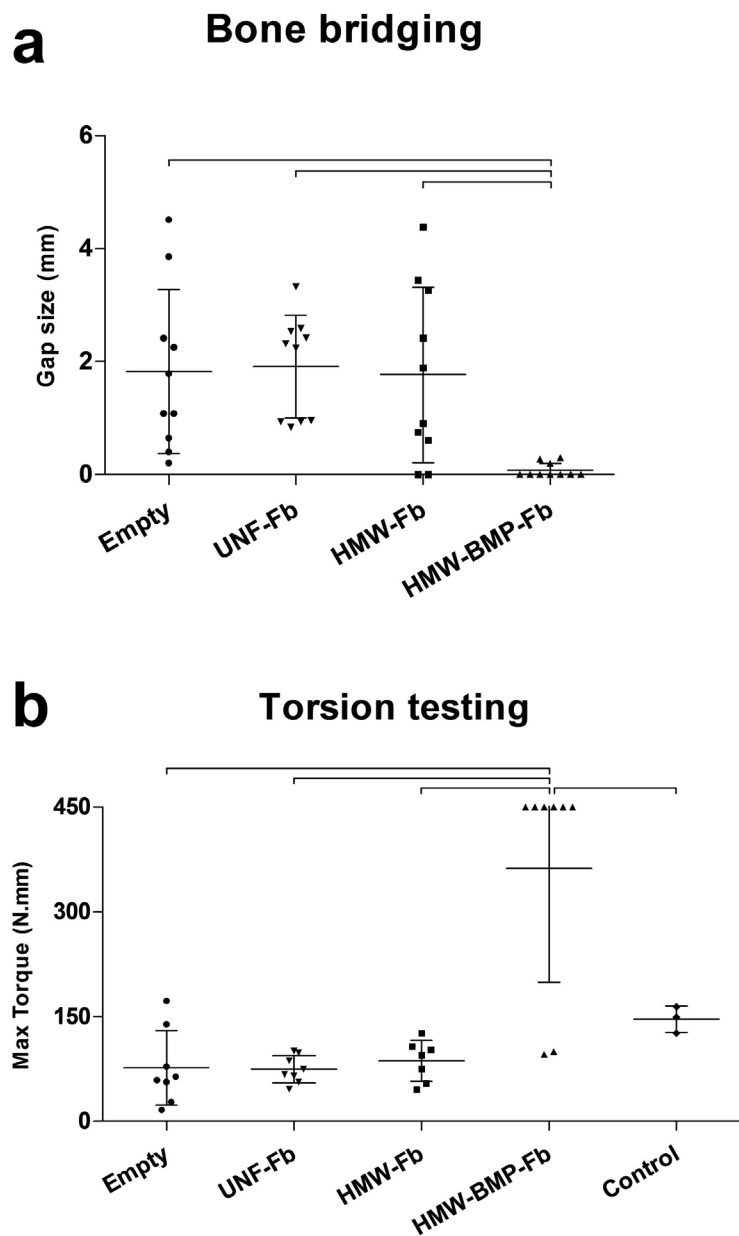 a
Bone bridging
6
4
2
0
Gap size (mm)
Empty
UNF-Fb
HMW-Fb
HMW-BMP-Fb
b
Torsion testing
450
300
150
0
Max Torque (N.mm)
Empty
UNF-Fb
HMW-Fb
HMW-BMP-Fb
Control